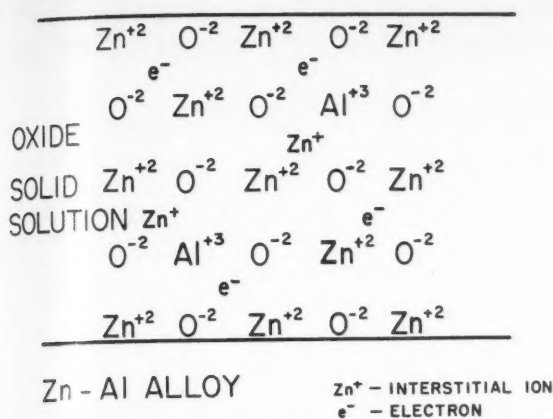 Zn+2 O-2 Zn+2 O-2 Zn+2
e- e-
O-2 Zn+2 O-2 Al+3 O-2
OXIDE Zn+
SOLID Zn+2 O-2 Zn+2 O-2 Zn+2
SOLUTION Zn+ e-
O-2 Al+3 O-2 Zn+2 O-2
e-
Zn+2 O-2 Zn+2 O-2 Zn+2
Zn - Al ALLOY Zn+ – INTERSTITIAL ION
e- – ELECTRON